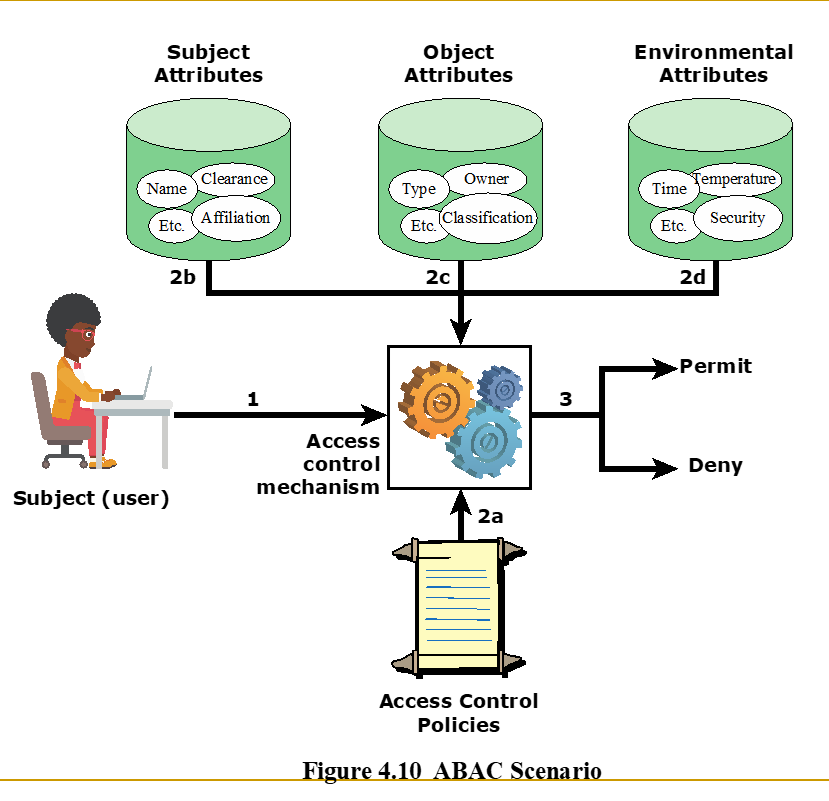 Subject
Attributes
Object
Attributes
Environmental
Attributes
Name
Clearance
Etc.
Affiliation
Type
Owner
Etc.
Classification
Time
Temperature
Etc.
Security
2b
2c
2d
1
Access
control
mechanism
3
Permit
Deny
Subject (user)
2a
Access Control
Policies
Figure 4.10 ABAC Scenario